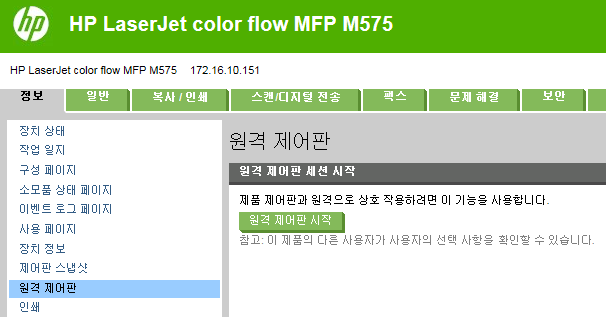 hp HP LaserJet color flow MFP M575
HP LaserJet color flow MFP M575 172.16.10.151
정보 일반 복사 / 인쇄 스캔/디지털 전송 팩스 문제 해결 보안
장치 상태
작업 일지
구성 페이지
소모품 상태 페이지
이벤트 로그 페이지
사용 페이지
장치 정보
제어판 스냅샷
원격 제어판
인쇄
원격 제어판
원격 제어판 세션 시작
제품 제어판과 원격으로 상호 작용하려면 이 기능을 사용합니다.
원격 제어판 시작
참고: 이 제품의 다른 사용자가 사용자의 선택 사항을 확인할 수 있습니다.